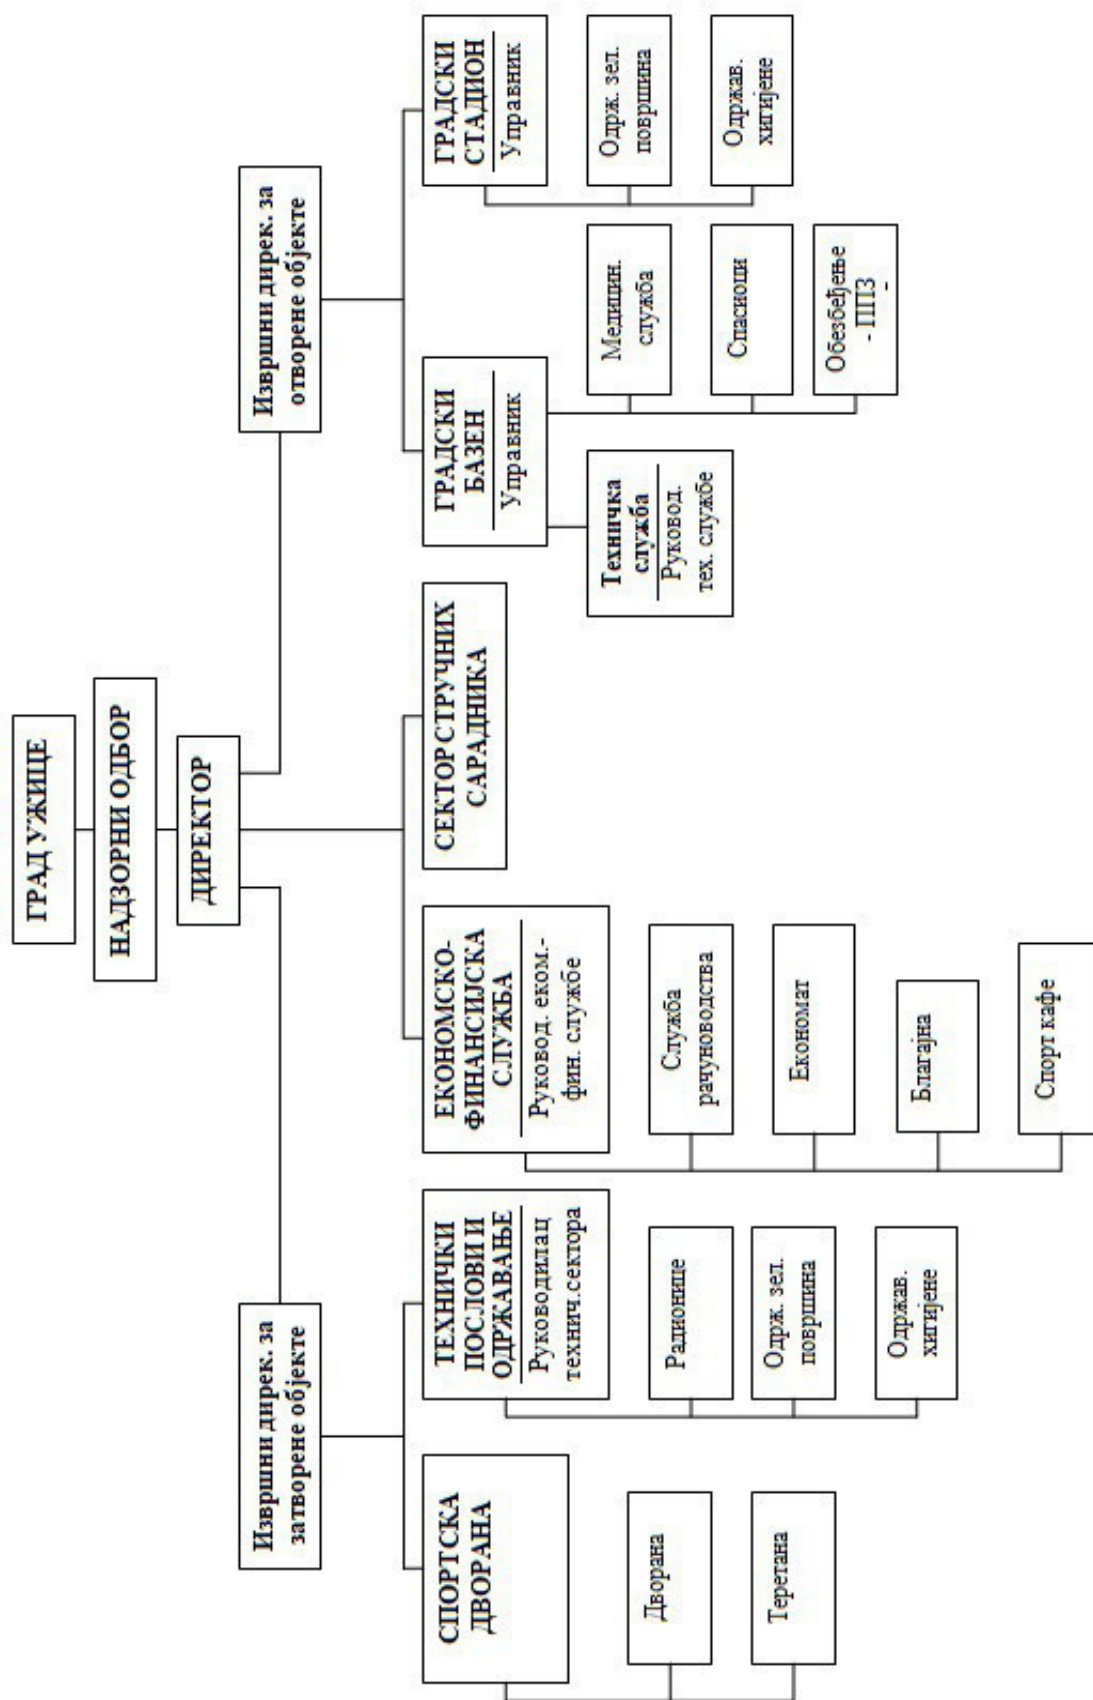 ГРАД УЖИЦЕ
НАДЗОРНИ ОДБОР
ДИРЕКТОР
Извршни дирек. за
затворене објекте
Извршни дирек. за
отворене објекте
СПОРТСКА
ДВОРАНА
Дворана
Теретана
ТЕХНИЧКИ
ПОСЛОВИ И
ОДРЖАВАЊЕ
Руководилац
технич.сектора
Радионице
Одрж. зел.
површина
Одржав.
хигијене
ЕКОНОМСКО-
ФИНАНСИЈСКА
СЛУЖБА
Руковод. еком.-
фин. службе
Служба
рачуноводства
Економат
Благајна
Спорт кафе
СЕКТОР СТРУЧНИХ
САРАДНИКА
ГРАДСКИ
БАЗЕН
Управник
Техничка
служба
Руковод.
тех. службе
Медицин.
служба
Спасиоци
Обезбеђење
- ППЗ
-
ГРАДСКИ
СТАДИОН
Управник
Одрж. зел.
површина
Одржав.
хигијене